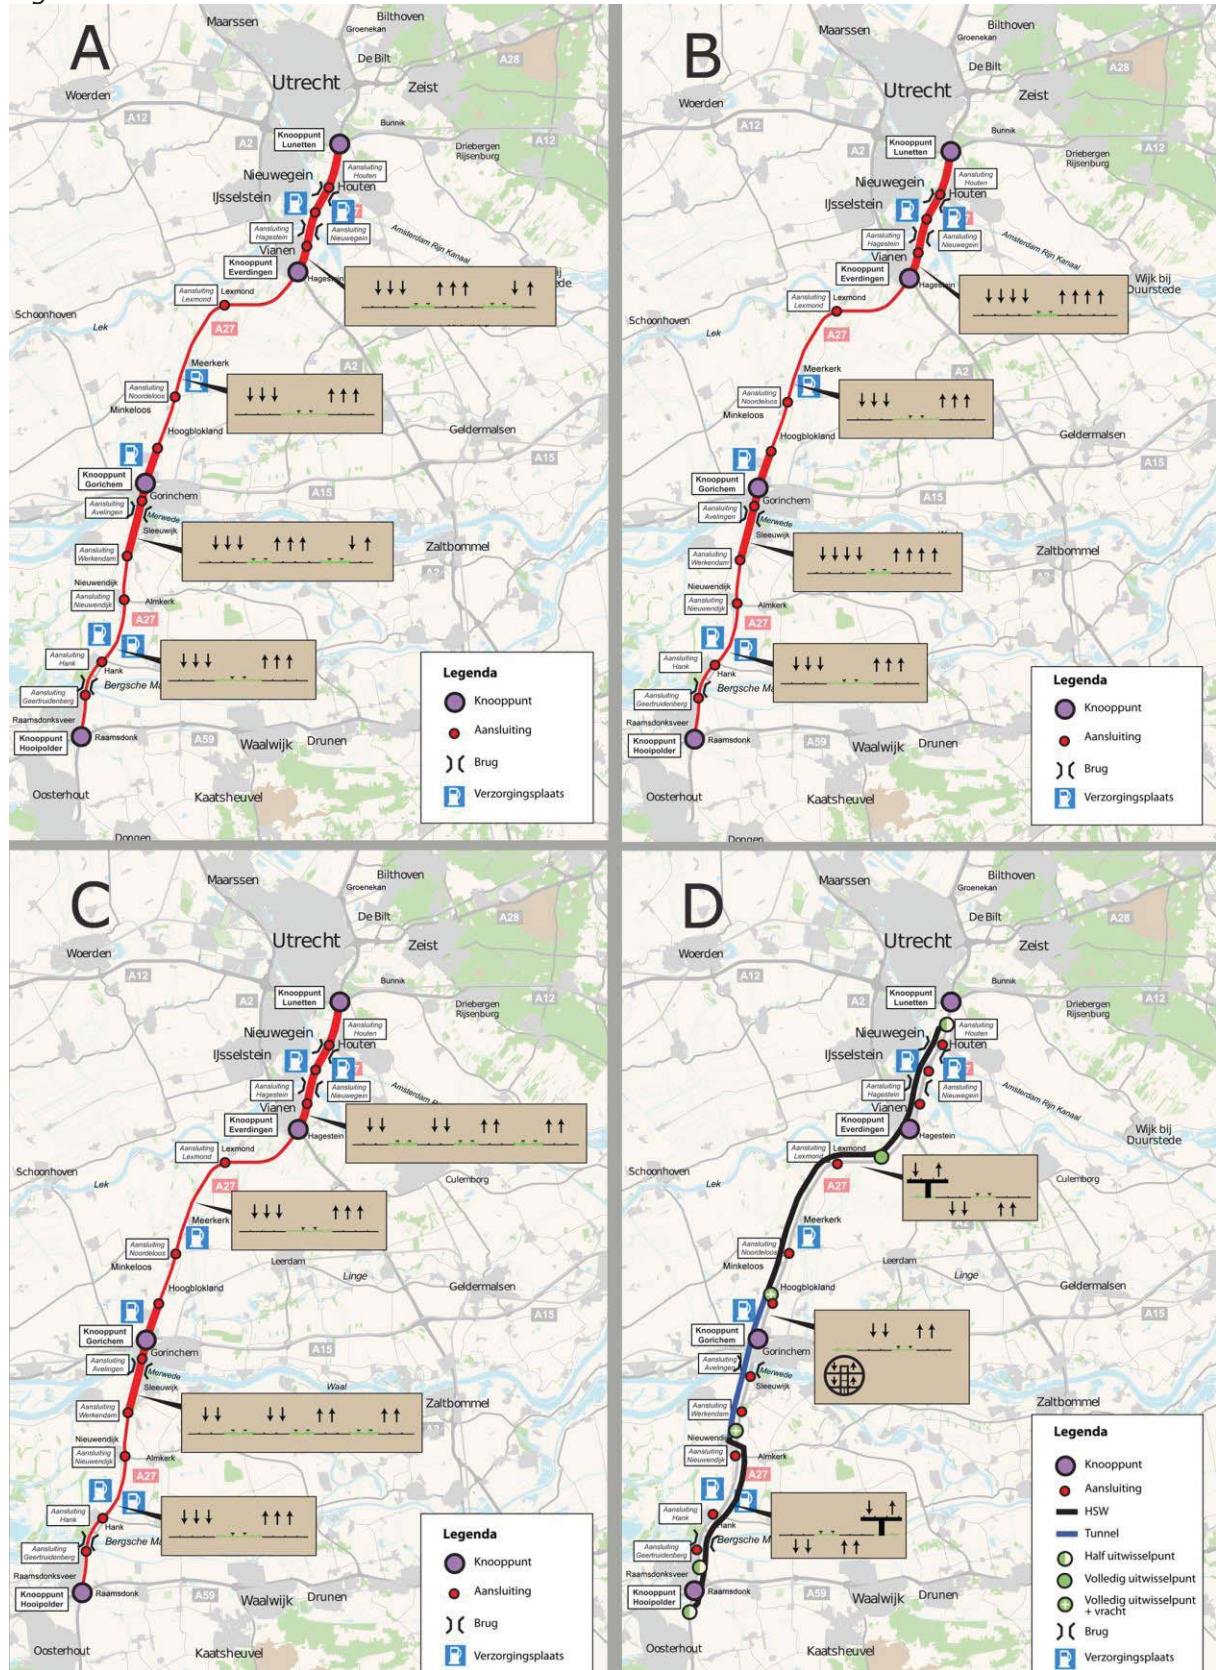 A
Maarssen
Bilthoven
Groenekan
De Bilt
A28
Utrecht
Zeist
Woerden
A12
A2
Bunnik
Knooppunt
Lunetten
A12
Driebergen
Rijsenburg
Aansluiting
Houten
Nieuwegein
Houten
IJsselstein
Aansluiting
Hagestein
Aansluiting
Nieuwegein
Amsterdam Rijn Kanaal
Vianen
Knooppunt
Everdingen
Hagestein
Aansluiting
Lexmond
Lexmond
Schoonhoven
Lek
A27
A2
Meerkerk
Aansluiting
Noordeloos
Minkeloos
Hoogblokland
Geldermalsen
A15
Knooppunt
Gorichem
A15
Gorinchem
Aansluiting
Avelingen
Merwede
Sleeuwijk
Aansluiting
Werkendam
Zaltbommel
Nieuwendijk
Aansluiting
Nieuwendijk
Almkerk
A27
Aansluiting
Hank
Hank
Bergsche Ma
Aansluiting
Geertruidenberg
Raamsdonksveer
Knooppunt
Hooipolder
Raamsdonk
A59
Waalwijk
Drunen
Oosterhout
Kaatsheuvel
Dongen
Legenda
Knooppunt
Aansluiting
Brug
Verzorgingsplaats
B
Maarssen
Bilthoven
Groenekan
De Bilt
A28
Utrecht
Zeist
Woerden
A12
A2
Bunnik
Knooppunt
Lunetten
A12
Driebergen
Rijsenburg
Aansluiting
Houten
Nieuwegein
Houten
IJsselstein
Aansluiting
Hagestein
Aansluiting
Nieuwegein
Amsterdam Rijn Kanaal
Vianen
Knooppunt
Everdingen
Hagestein
Wijk bij
Duurstede
Aansluiting
Lexmond
Lexmond
Schoonhoven
Lek
A27
A2
Meerkerk
Aansluiting
Noordeloos
Minkeloos
Hoogblokland
Geldermalsen
A15
Knooppunt
Gorichem
A15
Gorinchem
Aansluiting
Avelingen
Merwede
Sleeuwijk
Aansluiting
Werkendam
Zaltbommel
Nieuwendijk
Aansluiting
Nieuwendijk
Almkerk
A27
Aansluiting
Hank
Hank
Bergsche Ma
Aansluiting
Geertruidenberg
Raamsdonksveer
Knooppunt
Hooipolder
Raamsdonk
A59
Waalwijk
Drunen
Oosterhout
Kaatsheuvel
Dongen
Legenda
Knooppunt
Aansluiting
Brug
Verzorgingsplaats
C
Maarssen
Bilthoven
Groenekan
De Bilt
A28
Utrecht
Zeist
Woerden
A12
A2
Bunnik
Knooppunt
Lunetten
A12
Driebergen
Rijsenburg
Aansluiting
Houten
Nieuwegein
Houten
IJsselstein
Aansluiting
Hagestein
Aansluiting
Nieuwegein
Amsterdam R
Vianen
Knooppunt
Everdingen
Hagestein
Aansluiting
Lexmond
Lexmond
Schoonhoven
Lek
A27
Culemborg
Meerkerk
Aansluiting
Noordeloos
Minkeloos
Leerdam
Linge
Hoogblokland
Geldermalsen
A15
Knooppunt
Gorichem
A15
Gorinchem
Aansluiting
Avelingen
Merwede
Sleeuwijk
Waal
Aansluiting
Werkendam
Zaltbommel
Nieuwendijk
Aansluiting
Nieuwendijk
Almkerk
A27
Aansluiting
Hank
Hank
Bergsche Ma
Aansluiting
Geertruidenberg
Raamsdonksveer
Knooppunt
Hooipolder
Raamsdonk
A59
Waalwijk
Drunen
Oosterhout
Kaatsheuvel
Legenda
Knooppunt
Aansluiting
Brug
Verzorgingsplaats
D
Maarssen
Bilthoven
Groenekan
De Bilt
A28
Utrecht
Zeist
Woerden
A12
A2
Bunnik
Knooppunt
Lunetten
A12
Driebergen
Rijsenburg
Aansluiting
Houten
Nieuwegein
Houten
IJsselstein
Aansluiting
Hagestein
Aansluiting
Nieuwegein
Amsterdam Rijn Kanaal
Vianen
Knooppunt
Everdingen
Hagestein
Wijk bij
Duurstede
Aansluiting
Lexmond
Lexmond
Schoonhoven
Lek
A27
Culemborg
A2
Meerkerk
Aansluiting
Noordeloos
Minkeloos
Leerdam
Linge
Hoogblokland
Geldermalsen
A15
Knooppunt
Gorichem
Gorinchem
Aansluiting
Avelingen
Merwede
Sleeuwijk
Aansluiting
Werkendam
Zaltbommel
Nieuwendijk
Aansluiting
Nieuwendijk
Almkerk
A27
Aansluiting
Hank
Hank
Bergsche Ma
Aansluiting
Geertruidenberg
Raamsdonksveer
Knooppunt
Hooipolder
Raamsdonk
A59
Waalwijk
Drunen
Oosterhout
Kaatsheuvel
Legenda
Knooppunt
Aansluiting
HSW
Tunnel
Half uitwisselpunt
Volledig uitwisselpunt
Volledig uitwisselpunt
+ vracht
Brug
Verzorgingsplaats